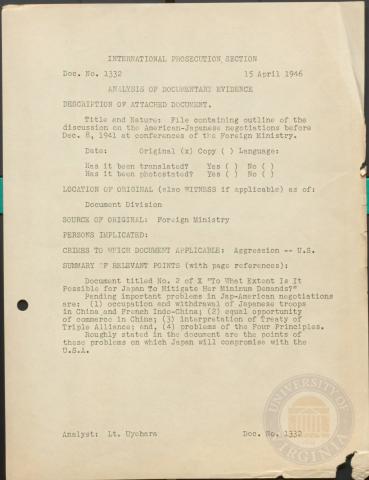 INTERNATIONAL PROSECUTION SECTION
Doc. No. 1332 15 April 1946
ANALYSIS OF DOCUMENTARY EVIDENCE
DESCRIPTION OF ATTACHED DOCUMENT.
Title and Nature: File containing outline of the
discussion on the American-Japanese negotiations before
Dec. 8, 1941 at conferences of the Foreign Ministry.
Date: Original (x) Copy ( ) Language:
Has it been translated? Yes ( ) No ( )
Has it been photostated? Yes ( ) No ( )
LOCATION OF ORIGINAL (also WITNESS if applicable) as of:
Document Division
SOURCE OF ORIGINAL: Foreign Ministry
PERSONS IMPLICATED:
CRIMES TO WHICH DOCUMENT APPLICABLE: Aggression -- U.S.
SUMMARY OF RELEVANT POINTS (with page references):
Document titled No. 2 of X "To What Extent Is It
Possible for Japan To Mitigate Her Minimum Demands?"
Pending important problems in Jap-American negotiations
are: (1) occupation and withdrawal of Japanese troops
in China and French Indo-China; (2) equal opportunity
of commerce in China; (3) interpretation of Treaty of
Triple Alliance; and, (4) problems of the Four Principles.
Roughly stated in the document are the points of
these problems on which Japan will compromise with the
U.S.A.
UNIVERSITY OF VIRGINIA
Analyst: Lt. Uyehara Doc. No. 1332